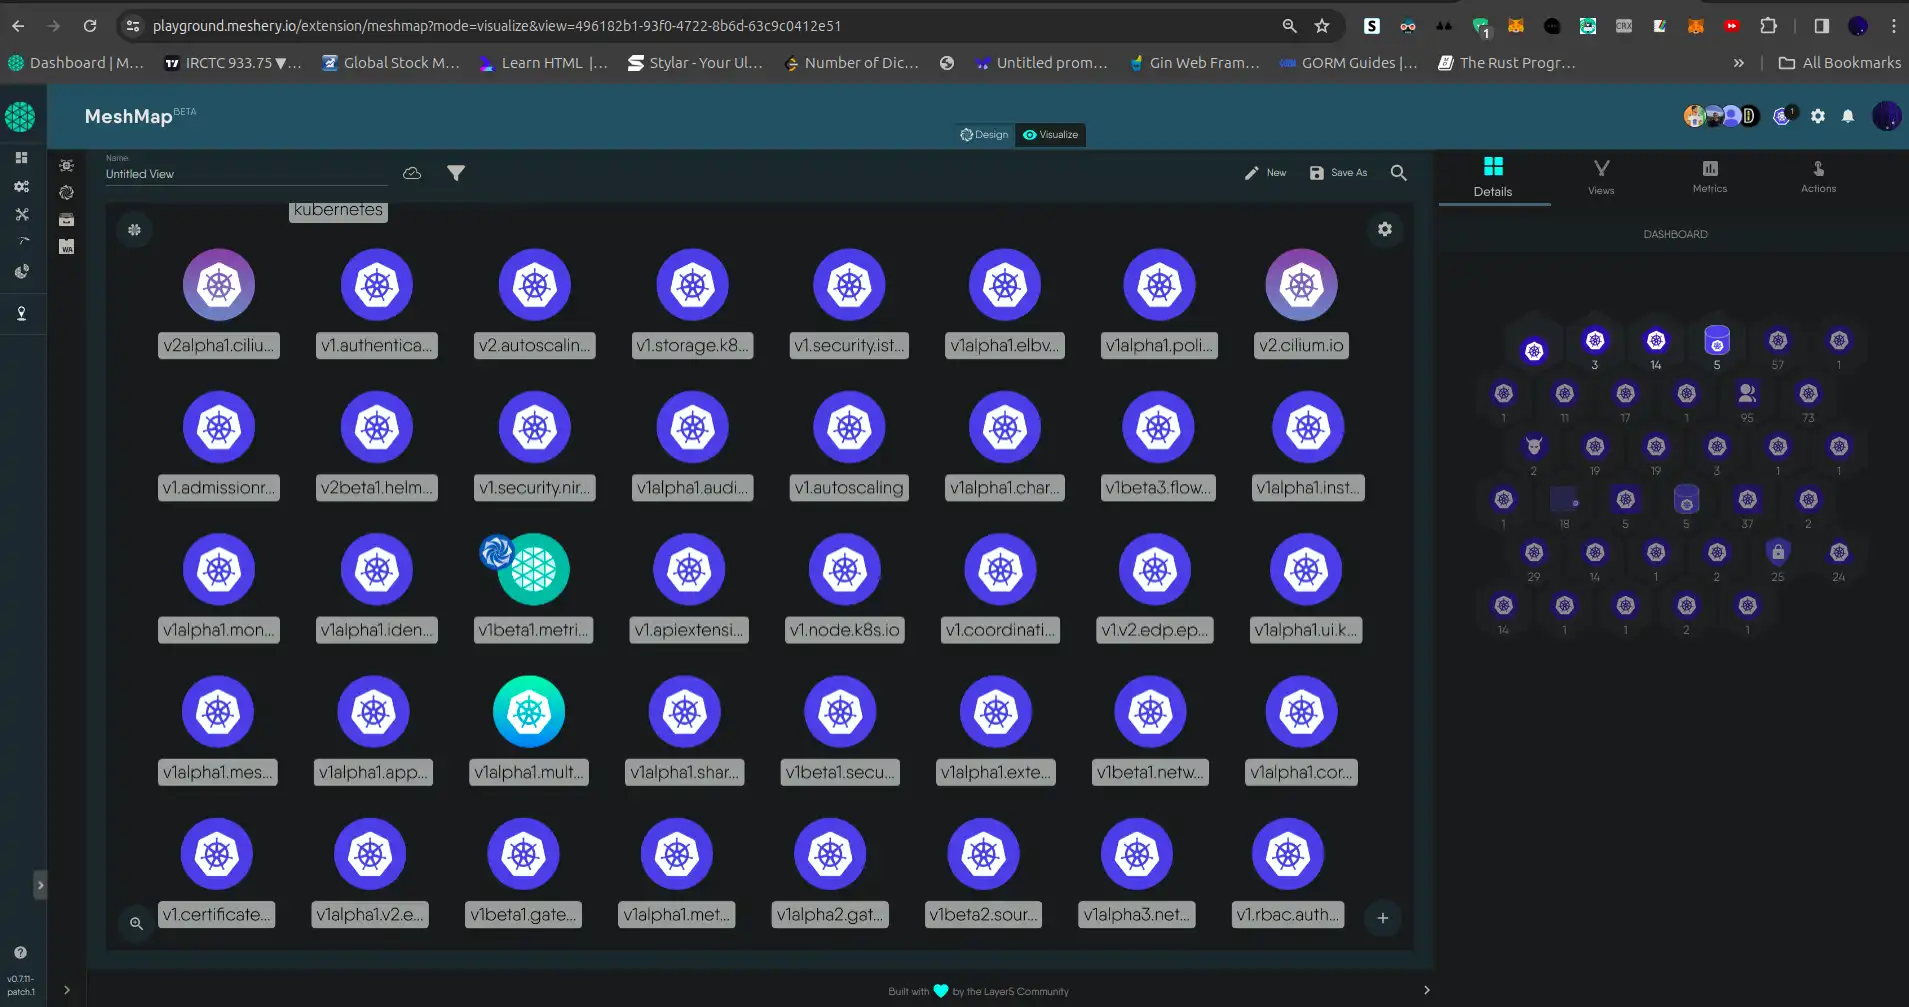 playground.meshery.io/extension/meshmap?mode=visualize&view=496182b1-93f0-4722-8b6d-63c9c0412e51
S
1
CRX
Dashboard | M...
IRCTC 933.75 ▼...
Global Stock M...
Learn HTML |...
Stylar - Your Ul...
Number of Dic...
Untitled prom...
Gin Web Fram...
GORM Guides |...
The Rust Progr...
»
All Bookmarks
MeshMap BETA
Design
Visualize
D
1
Name
Untitled View
New
Save As
Details
Views
Metrics
Actions
WA
DASHBOARD
kubernetes
v2alpha1.ciliu...
v1.authentica...
v2.autoscalin...
v1.storage.k8...
v1.security.ist...
v1alpha1.elbv...
v1alpha1.poli...
v2.cilium.io
v1.admissionr...
v2beta1.helm...
v1.security.nir...
v1alpha1.audi...
v1.autoscaling
v1alpha1.char...
v1beta3.flow...
v1alpha1.inst...
v1alpha1.mon...
v1alpha1.iden...
v1beta1.metri...
v1.apiextensi...
v1.node.k8s.io
v1.coordinati...
v1.v2.edp.ep...
v1alpha1.ui.k...
v1alpha1.mes...
v1alpha1.app...
v1alpha1.mult...
v1alpha1.shar...
v1beta1.secu...
v1alpha1.exte...
v1beta1.netw...
v1alpha1.cor...
v1.certificate...
v1alpha1.v2.e...
v1beta1.gate...
v1alpha1.met...
v1alpha2.gat...
v1beta2.sour...
v1alpha3.net...
v1.rbac.auth...
3 14 5 57 1
1 11 17 1 95 73
2 19 19 3 1 1
1 18 5 5 37 2
29 14 1 2 25 24
14 1 1 2 1
v0.7.11-
patch.1
Built with by the Layer5 Community